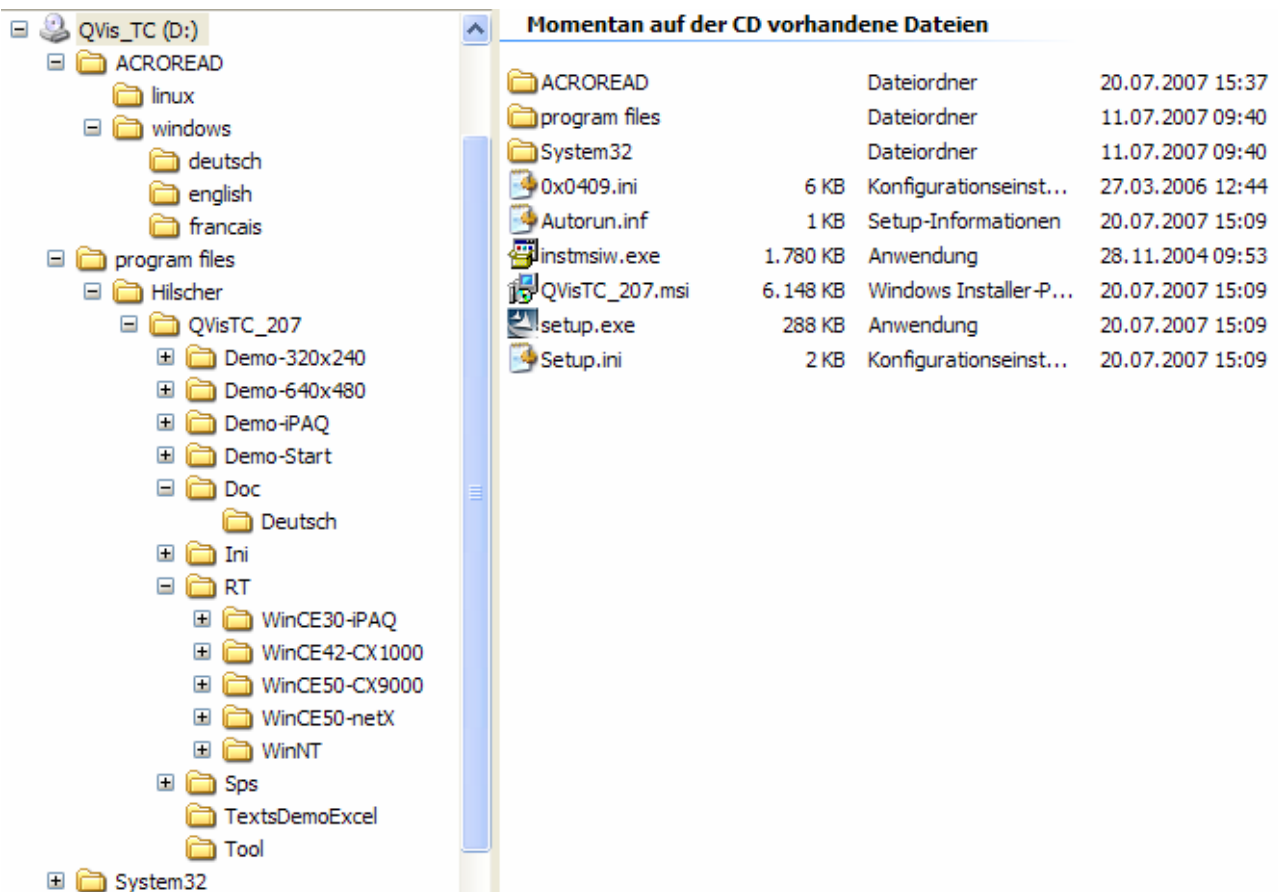 QVis_TC (D:)
ACROREAD
linux
windows
deutsch
english
francais
program files
Hilscher
QVisTC_207
Demo-320x240
Demo-640x480
Demo-iPAQ
Demo-Start
Doc
Deutsch
Ini
RT
WinCE30-iPAQ
WinCE42-CX1000
WinCE50-CX9000
WinCE50-netX
WinNT
Sps
TextsDemoExcel
Tool
System32
Momentan auf der CD vorhandene Dateien
ACROREAD Dateiordner 20.07.2007 15:37
program files Dateiordner 11.07.2007 09:40
System32 Dateiordner 11.07.2007 09:40
0x0409.ini 6 KB Konfigurationseinst... 27.03.2006 12:44
Autorun.inf 1 KB Setup-Informationen 20.07.2007 15:09
instmsiw.exe 1.780 KB Anwendung 28.11.2004 09:53
QVisTC_207.msi 6.148 KB Windows Installer-P... 20.07.2007 15:09
setup.exe 288 KB Anwendung 20.07.2007 15:09
Setup.ini 2 KB Konfigurationseinst... 20.07.2007 15:09